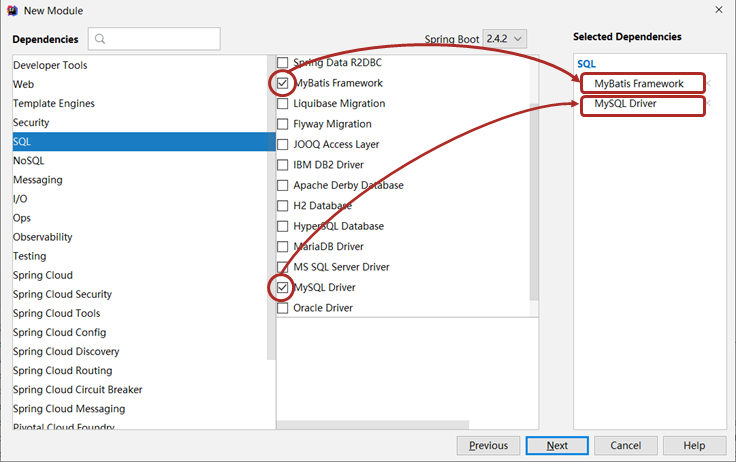 New Module
Dependencies
Spring Boot 2.4.2
Selected Dependencies
Developer Tools
Web
Template Engines
Security
SQL
NoSQL
Messaging
I/O
Ops
Observability
Testing
Spring Cloud
Spring Cloud Security
Spring Cloud Tools
Spring Cloud Config
Spring Cloud Discovery
Spring Cloud Routing
Spring Cloud Circuit Breaker
Spring Cloud Messaging
Pivotal Cloud Foundry
Spring Data R2DBC
MyBatis Framework
Liquibase Migration
Flyway Migration
JOOQ Access Layer
IBM DB2 Driver
Apache Derby Database
H2 Database
HyperSQL Database
MariaDB Driver
MS SQL Server Driver
MySQL Driver
Oracle Driver
SQL
MyBatis Framework
MySQL Driver
Previous
Next
Cancel
Help